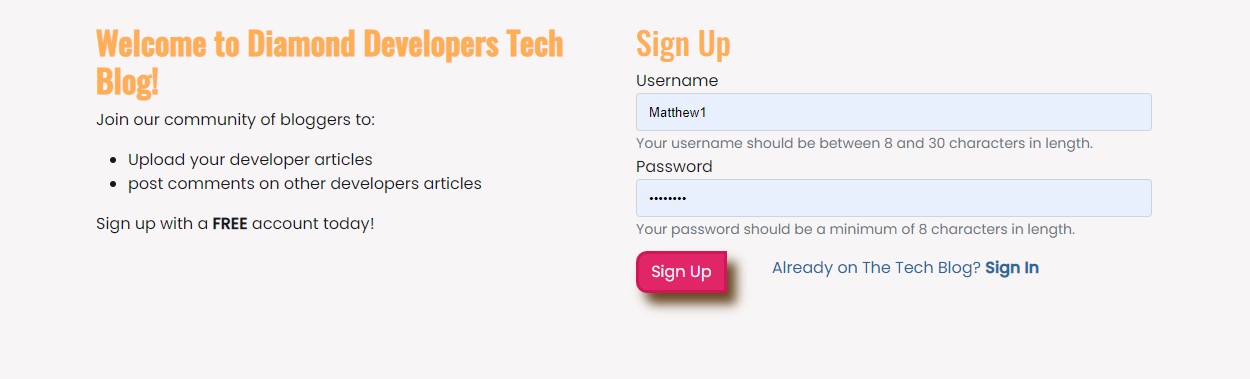 Welcome to Diamond Developers Tech
Blog!
Join our community of bloggers to:
Upload your developer articles
post comments on other developers articles
Sign up with a FREE account today!
Sign Up
Username
Matthew1
Your username should be between 8 and 30 characters in length.
Password
••••••••
Your password should be a minimum of 8 characters in length.
Sign Up
Already on The Tech Blog? Sign In